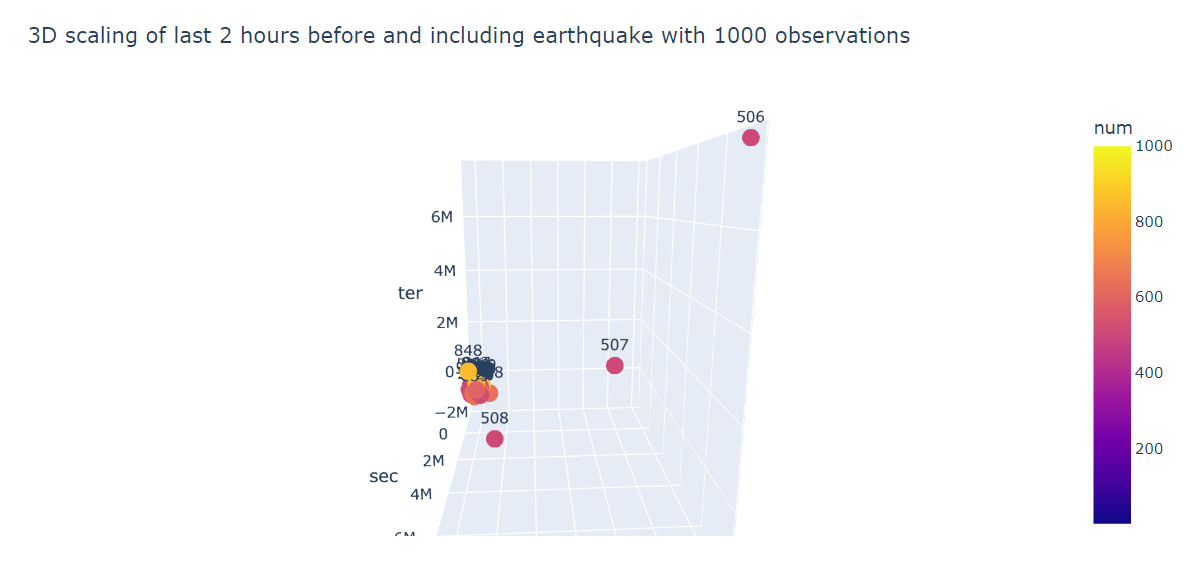 3D scaling of last 2 hours before and including earthquake with 1000 observations
506
num
1000
6M
800
4M
ter
600
2M
507
848
0
400
−2M
508
0
200
2M
sec
4M